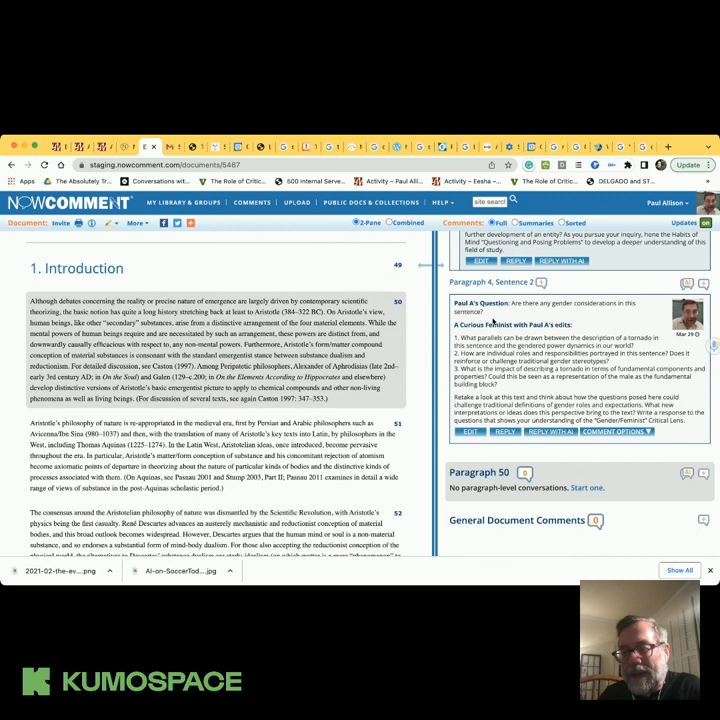 staging.nowcomment.com/documents/5467
Update
Apps
The Absolutely Tr...
Conversations wit...
The Role of Critic...
500 Internal Serve...
Activity – Paul Alli...
Activity – Eesha –...
The Role of Critic...
DELGADO and ST...
NOWCOMMENT
MY LIBRARY & GROUPS
COMMENTS
UPLOAD
PUBLIC DOCS & COLLECTIONS
HELP
site search
Paul Allison
Document:
Invite
More
2-Pane
Combined
Comments:
Full
Summaries
Sorted
Updates
on
1. Introduction
49
50
Although debates concerning the reality or precise nature of emergence are largely driven by contemporary scientific
theorizing, the basic notion has quite a long history stretching back at least to Aristotle (384–322 BC). On Aristotle's view,
human beings, like other "secondary" substances, arise from a distinctive arrangement of the four material elements. While the
mental powers of human beings require and are necessitated by such an arrangement, these powers are distinct from, and
downwardly causally efficacious with respect to, any non-mental powers. Furthermore, Aristotle's form/matter compound
conception of material substances is consonant with the standard emergentist stance between substance dualism and
reductionism. For detailed discussion, see Caston (1997). Among Peripatetic philosophers, Alexander of Aphrodisias (late 2nd–
early 3rd century AD; in On the Soul) and Galen (129–c.200; in On the Elements According to Hippocrates and elsewhere)
develop distinctive versions of Aristotle's basic emergentist picture to apply to chemical compounds and other non-living
phenomena as well as living beings. (For discussion of several texts, see again Caston 1997: 347–353.)
51
Aristotle's philosophy of nature is re-appropriated in the medieval era, first by Persian and Arabic philosophers such as
Avicenna/Ibn Sina (980–1037) and then, with the translation of many of Aristotle's key texts into Latin, by philosophers in the
West, including Thomas Aquinas (1225–1274). In the Latin West, Aristotelian ideas, once introduced, become pervasive
throughout the era. In particular, Aristotle's matter/form conception of substance and his concomitant rejection of atomism
become axiomatic points of departure in theorizing about the nature of particular kinds of bodies and the distinctive kinds of
processes associated with them. (On Aquinas, see Pasnau 2001 and Stump 2003, Part II; Pasnau 2011 examines in detail a wide
range of views of substance in the post-Aquinas scholastic period.)
52
The consensus around the Aristotelian philosophy of nature was dismantled by the Scientific Revolution, with Aristotle's
physics being the first casualty. René Descartes advances an austerely mechanistic and reductionist conception of material
bodies, and this broad outlook becomes widespread. However, Descartes argues that the human mind or soul is a non-material
substance, and so endorses a substantial form of mind-body dualism. For those also accepting the reductionist conception of the
further development of an entity? As you pursue your inquiry, hone the Habits of
Mind "Questioning and Posing Problems" to develop a deeper understanding of this
field of study.
EDIT
REPLY
REPLY WITH AI
Paragraph 4, Sentence 2
1
AI
Paul A's Question: Are there any gender considerations in this
sentence?
A Curious Feminist with Paul A's edits:
Mar 29
1. What parallels can be drawn between the description of a tornado in
this sentence and the gendered power dynamics in our world?
2. How are individual roles and responsibilities portrayed in this sentence? Does it
reinforce or challenge traditional gender stereotypes?
3. What is the impact of describing a tornado in terms of fundamental components and
properties? Could this be seen as a representation of the male as the fundamental
building block?
Retake a look at this text and think about how the questions posed here could
challenge traditional definitions of gender roles and expectations. What new
interpretations or ideas does this perspective bring to the text? Write a response to the
questions that shows your understanding of the "Gender/Feminist" Critical Lens.
EDIT
REPLY
REPLY WITH AI
COMMENT OPTIONS
Paragraph 50
0
AI
No paragraph-level conversations. Start one.
General Document Comments
0
2021-02-the-ev....png
AI-on-SoccerTod....jpg
Show All
KUMOSPACE